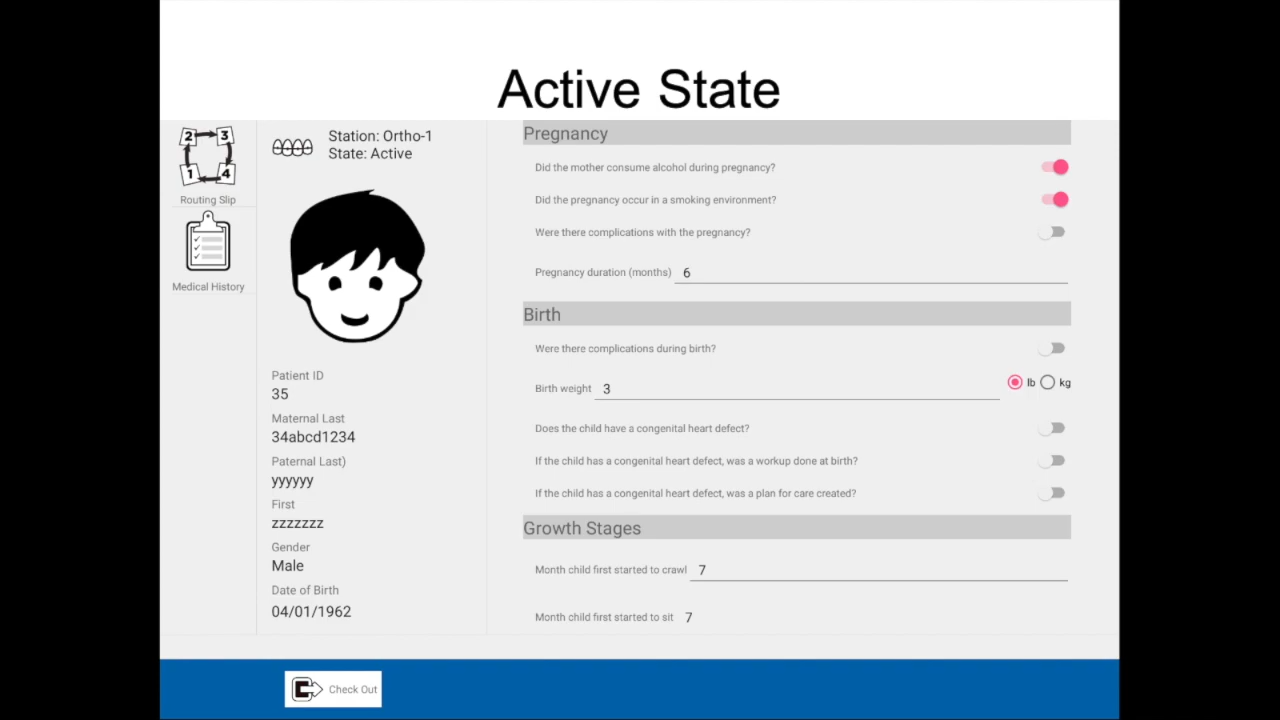 Active State
2 3
1 4
Routing Slip
Medical History
Station: Ortho-1
State: Active
Patient ID
35
Maternal Last
34abcd1234
Paternal Last)
yyyyyy
First
zzzzzzz
Gender
Male
Date of Birth
04/01/1962
Pregnancy
Did the mother consume alcohol during pregnancy?
Did the pregnancy occur in a smoking environment?
Were there complications with the pregnancy?
Pregnancy duration (months) 6
Birth
Were there complications during birth?
Birth weight 3 lb kg
Does the child have a congenital heart defect?
If the child has a congenital heart defect, was a workup done at birth?
If the child has a congenital heart defect, was a plan for care created?
Growth Stages
Month child first started to crawl 7
Month child first started to sit 7
Check Out